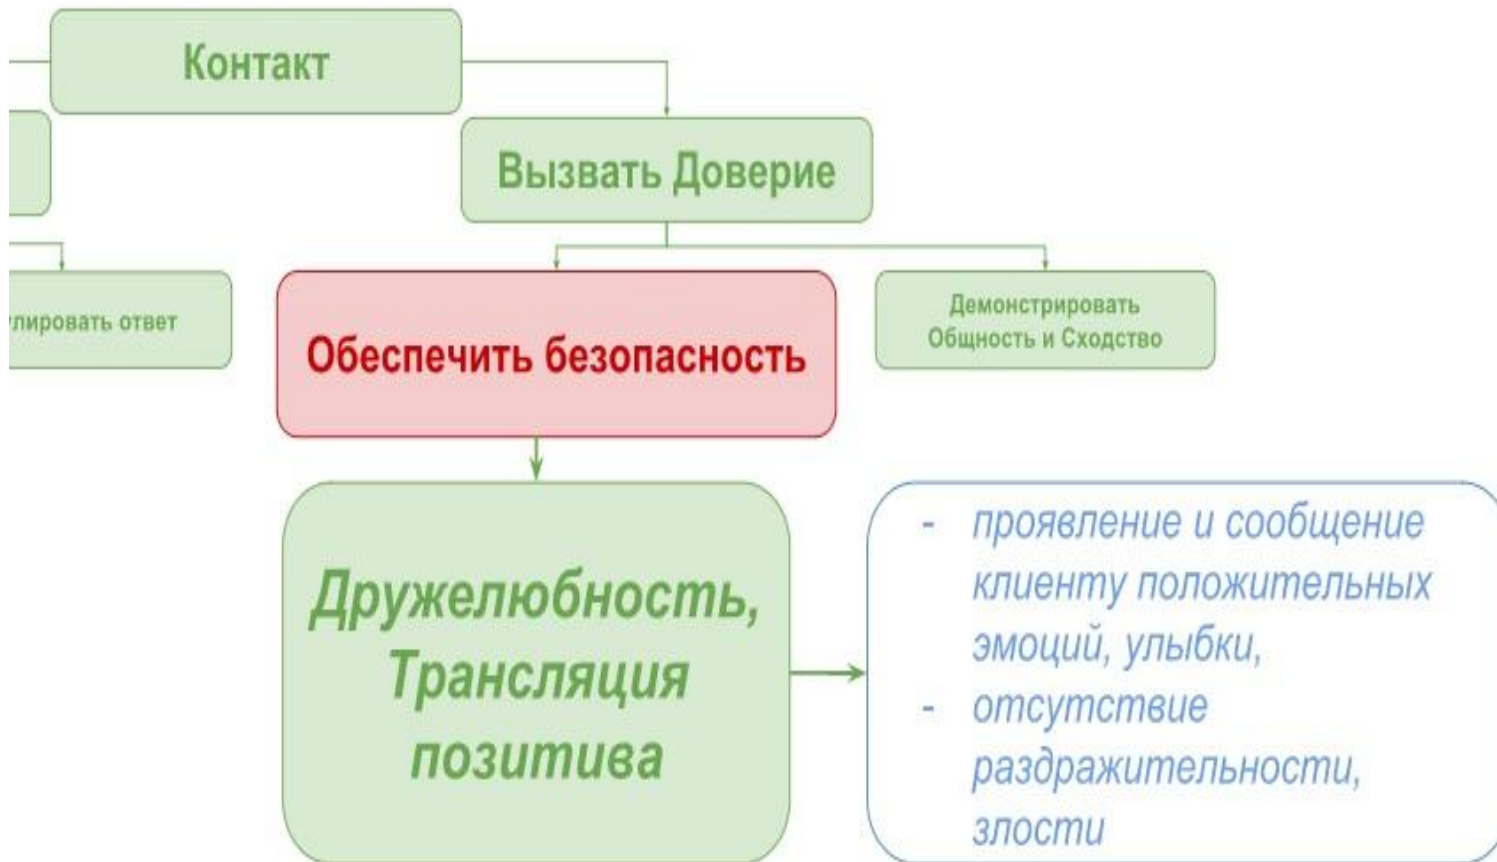 Контакт
Вызвать Доверие
ответ
Обеспечить безопасность
Демонстрировать
Общность и Сходство
Дружелюбность,
Трансляция
позитива
- проявление и сообщение
клиенту положительных
эмоций, улыбки,
- отсутствие
раздражительности,
злости